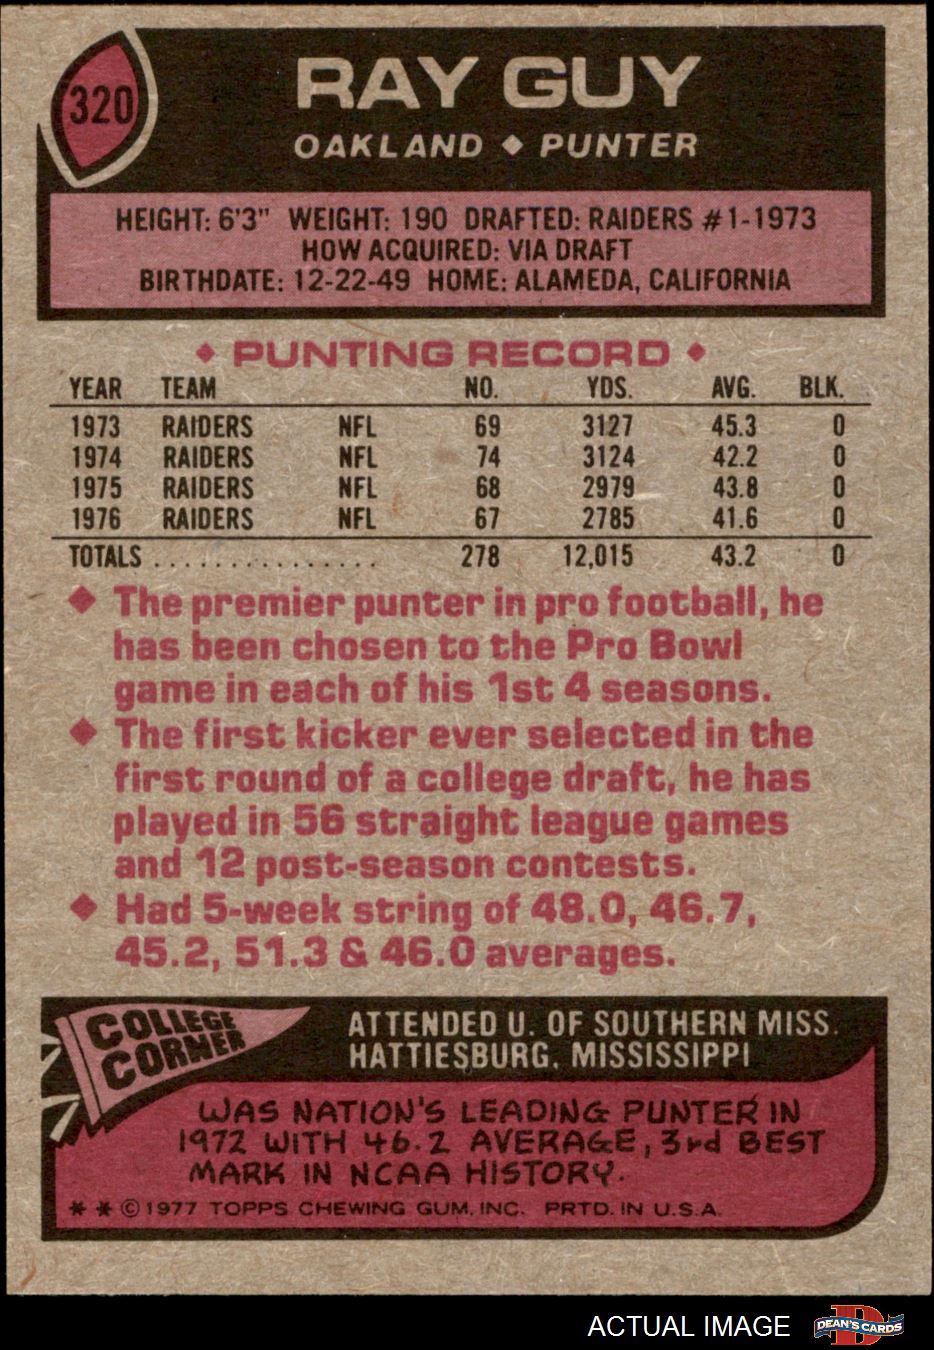 320
RAY GUY
OAKLAND ♦ PUNTER
HEIGHT: 6'3" WEIGHT: 190 DRAFTED: RAIDERS #1-1973
HOW ACQUIRED: VIA DRAFT
BIRTHDATE: 12-22-49 HOME: ALAMEDA, CALIFORNIA
♦ PUNTING RECORD ♦
YEAR TEAM NO. YDS. AVG. BLK.
1973 RAIDERS NFL 69 3127 45.3 0
1974 RAIDERS NFL 74 3124 42.2 0
1975 RAIDERS NFL 68 2979 43.8 0
1976 RAIDERS NFL 67 2785 41.6 0
TOTALS . . . . . . . . . . . . . . . 278 12,015 43.2 0
♦ The premier punter in pro football, he
has been chosen to the Pro Bowl
game in each of his 1st 4 seasons.
♦ The first kicker ever selected in the
first round of a college draft, he has
played in 56 straight league games
and 12 post-season contests.
♦ Had 5-week string of 48.0, 46.7,
45.2, 51.3 & 46.0 averages.
COLLEGE
CORNER
ATTENDED U. OF SOUTHERN MISS.
HATTIESBURG, MISSISSIPPI
WAS NATION'S LEADING PUNTER IN
1972 WITH 46.2 AVERAGE, 3rd BEST
MARK IN NCAA HISTORY.
* * © 1977 TOPPS CHEWING GUM, INC. PRTD. IN U.S.A.
ACTUAL IMAGE
DEAN'S CARDS